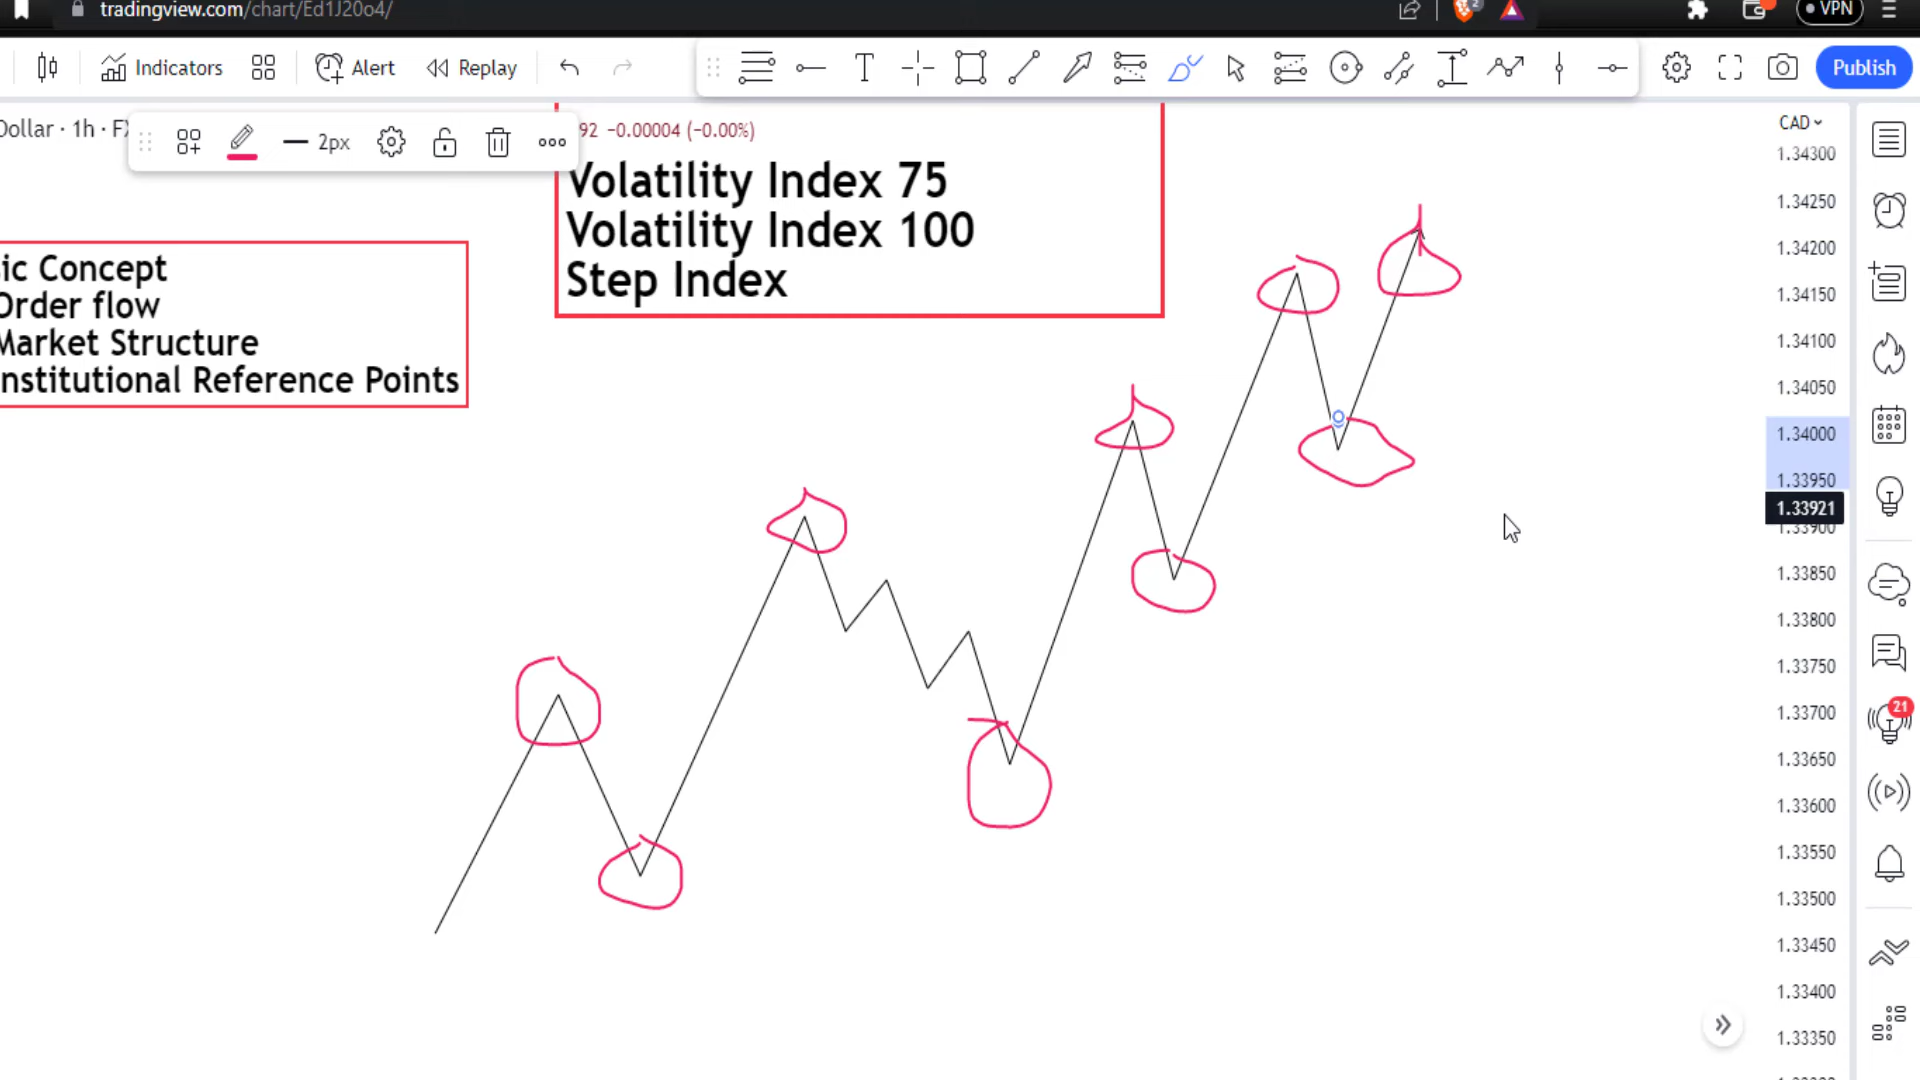 tradingview.com/chart/Ed1J20o4/
2
VPN
Indicators
Alert
Replay
T
Publish
Dollar · 1h · FX
2px
92 −0.00004 (−0.00%)
Volatility Index 75
Volatility Index 100
Step Index
ic Concept
Order flow
Market Structure
nstitutional Reference Points
CAD
1.34300
1.34250
1.34200
1.34150
1.34100
1.34050
1.34000
1.33950
1.33921
1.33900
1.33850
1.33800
1.33750
1.33700
1.33650
1.33600
1.33550
1.33500
1.33450
1.33400
1.33350
21